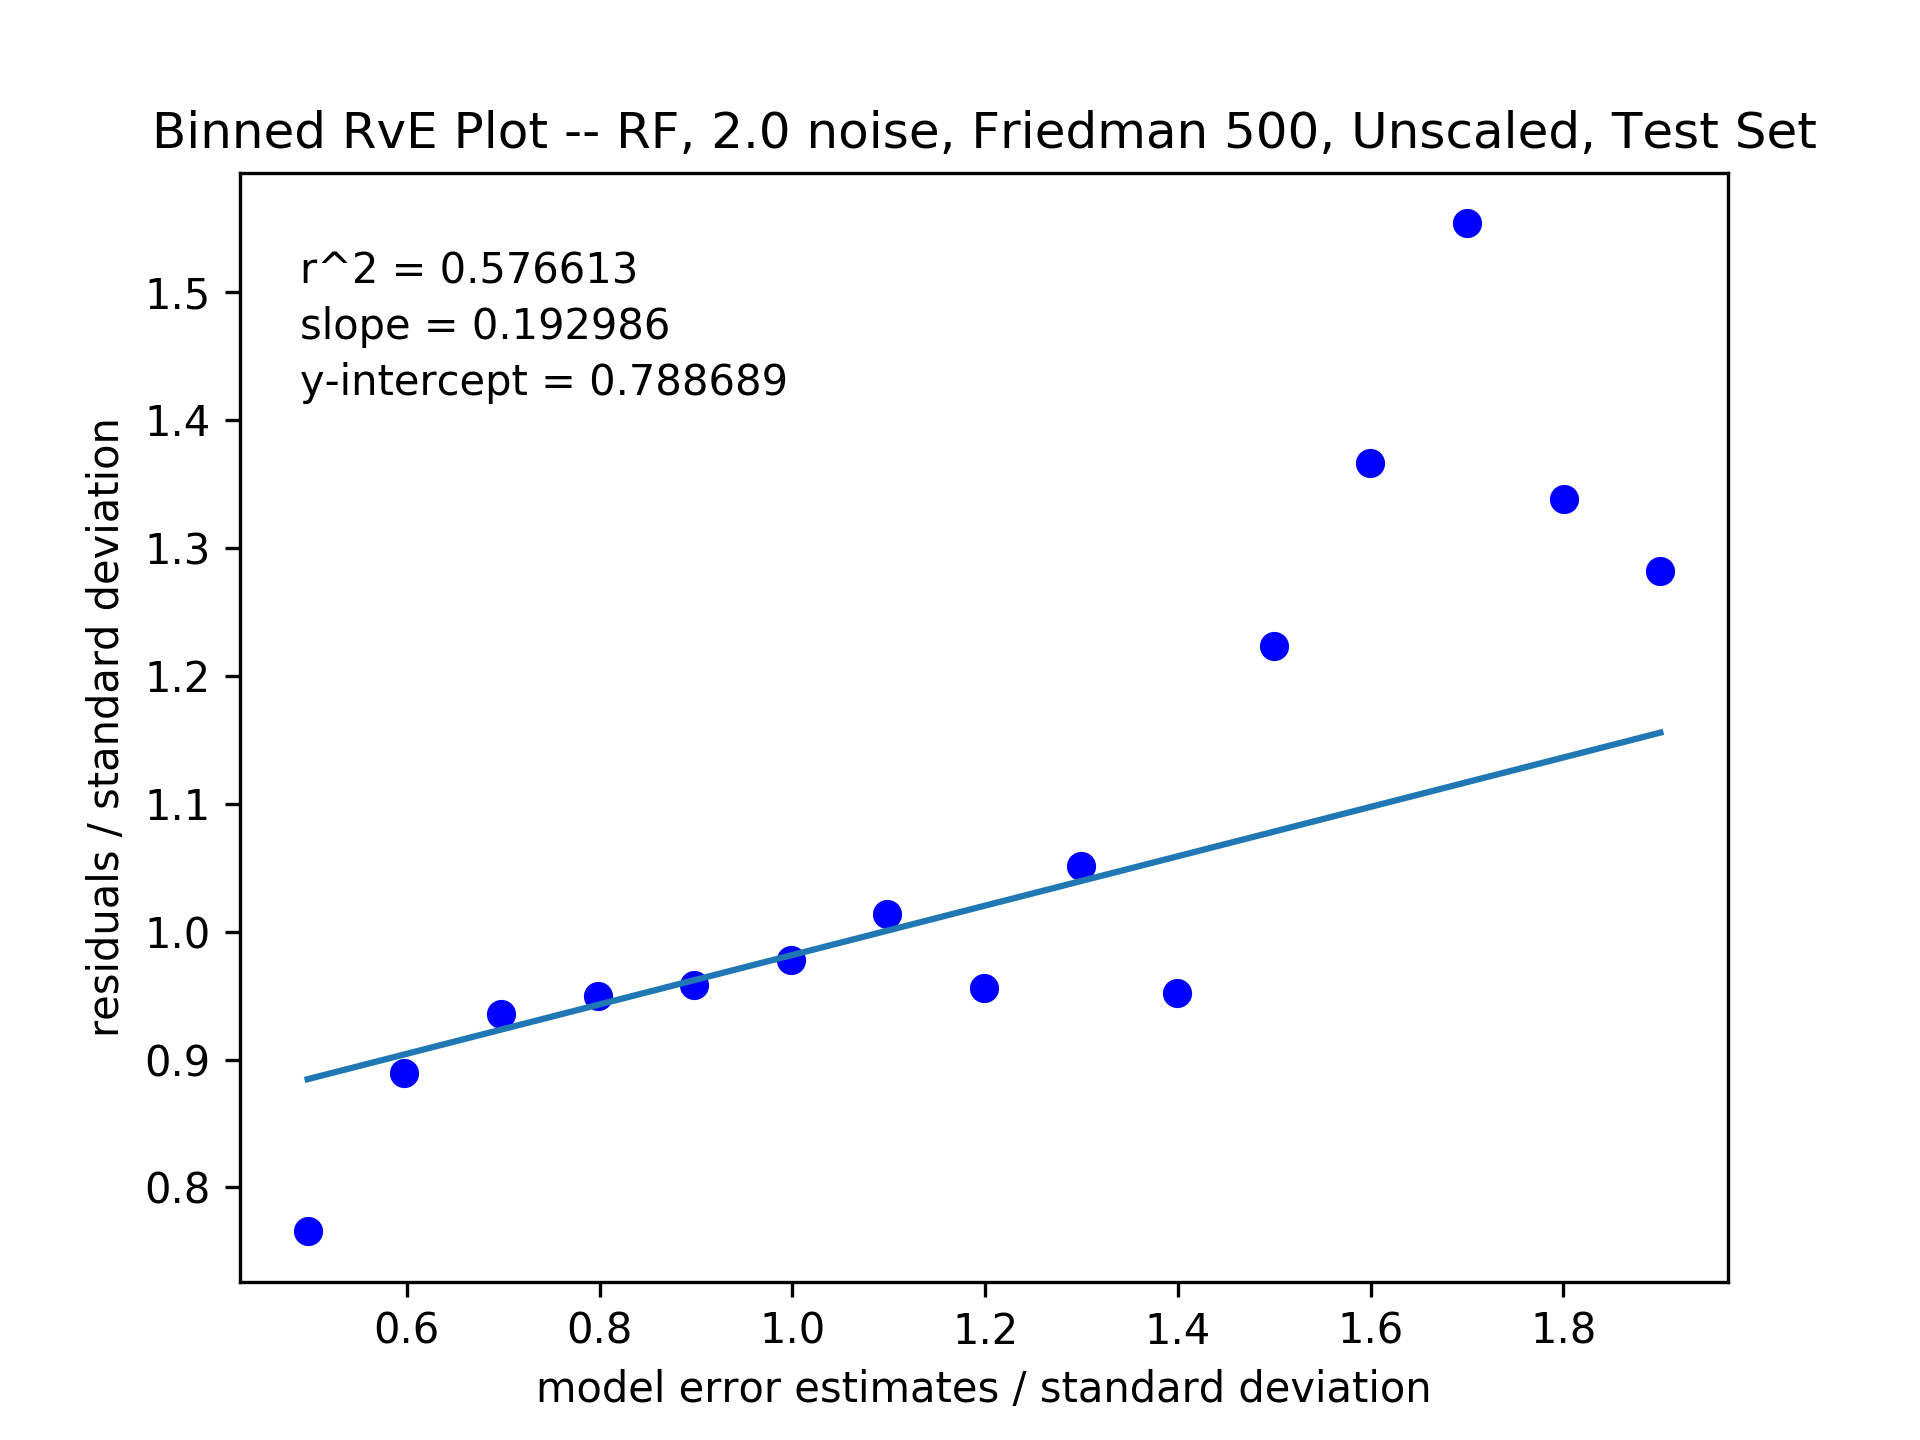 Binned RvE Plot -- RF, 2.0 noise, Friedman 500, Unscaled, Test Set
r^2 = 0.576613
slope = 0.192986
y-intercept = 0.788689
residuals / standard deviation
1.5
1.4
1.3
1.2
1.1
1.0
0.9
0.8
0.6 0.8 1.0 1.2 1.4 1.6 1.8
model error estimates / standard deviation